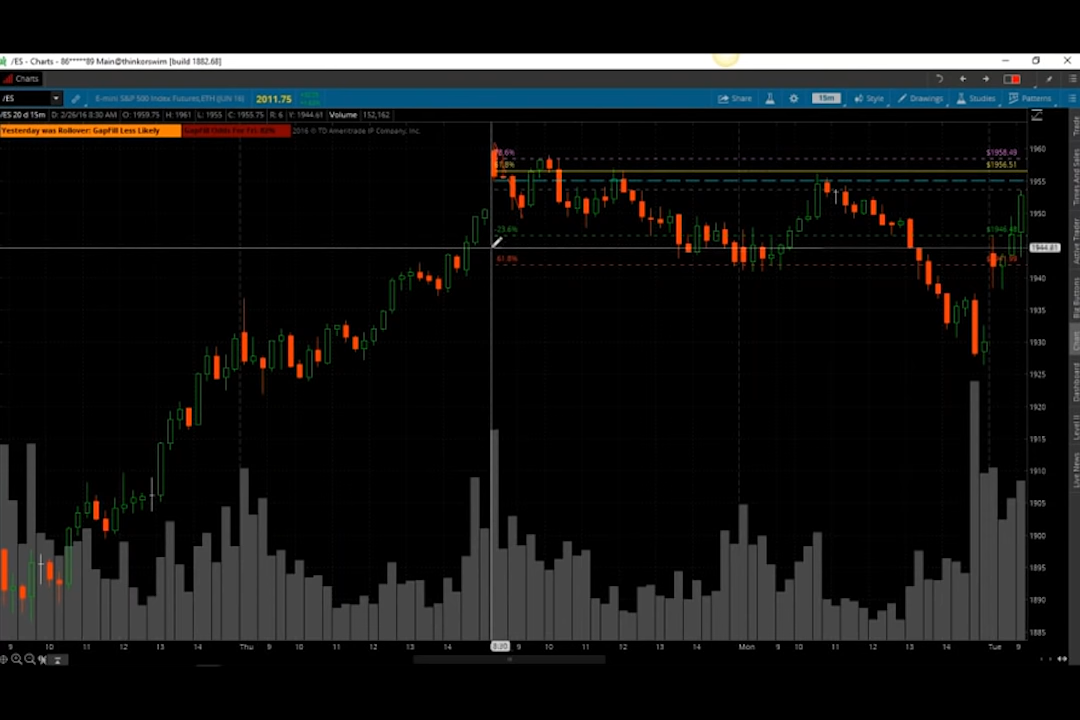 /ES - Charts - 86*****89 Main@thinkorswim [build 1882.68]
Charts
/ES E-mini S&P 500 Index Futures,ETH (JUN 16) 2011.75 Share 15m Style Drawings Studies Patterns
/ES 20 d 15m D: 2/26/16 8:30 AM O: 1959.75 H: 1961 L: 1955 C: 1955.75 R: 6 Y: 1944.61 Volume 152,162
Yesterday was Rollover: GapFill Less Likely 2016 © TD Ameritrade IP Company, Inc.
1960
$1958.49
$1956.51
1955
1950
-23.6%
1944.61
61.8%
1940
1935
1930
1925
1920
1915
1910
1905
1900
1895
1890
1885
9 10 11 12 13 14 Thu 9 10 11 12 13 14 8:30 9 10 11 12 13 14 Mon 9 10 11 12 13 14 Tue 9
Trade
Times And Sales
Active Trader
Big Buttons
Chart
Dashboard
Level II
Live News